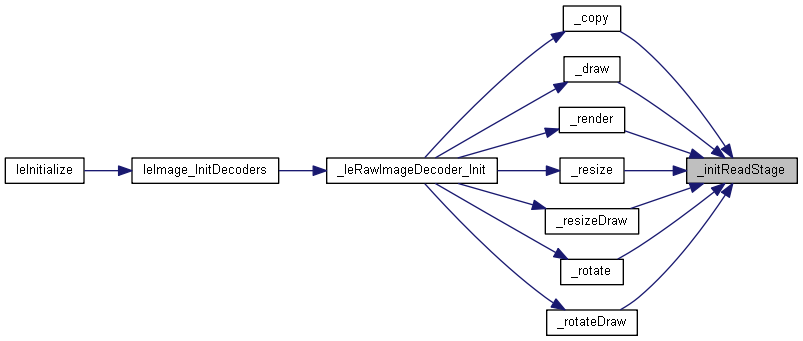 _copy
_draw
_render
leInitialize
leImage_InitDecoders
_leRawImageDecoder_Init
_resize
_initReadStage
_resizeDraw
_rotate
_rotateDraw